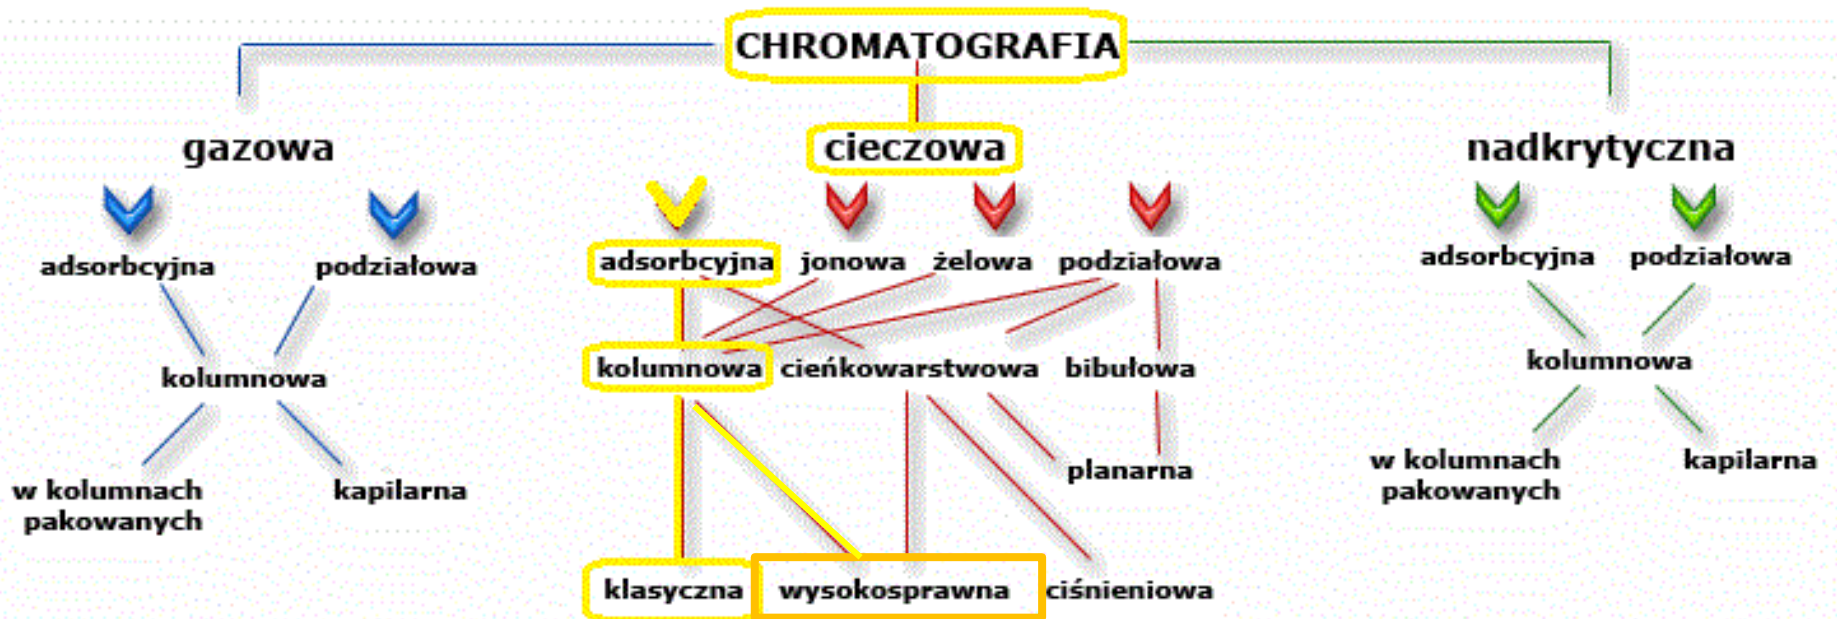 CHROMATOGRAFIA
gazowa
cieczowa
nadkrytyczna
adsorbcyjna
podziałowa
adsorbcyjna
jonowa
żelowa
podziałowa
adsorbcyjna
podziałowa
kolumnowa
kolumnowa
cieńkowarstwowa
bibułowa
kolumnowa
w kolumnach
pakowanych
kapilarna
planarna
w kolumnach
pakowanych
kapilarna
klasyczna
wysokosprawna
ciśnieniowa